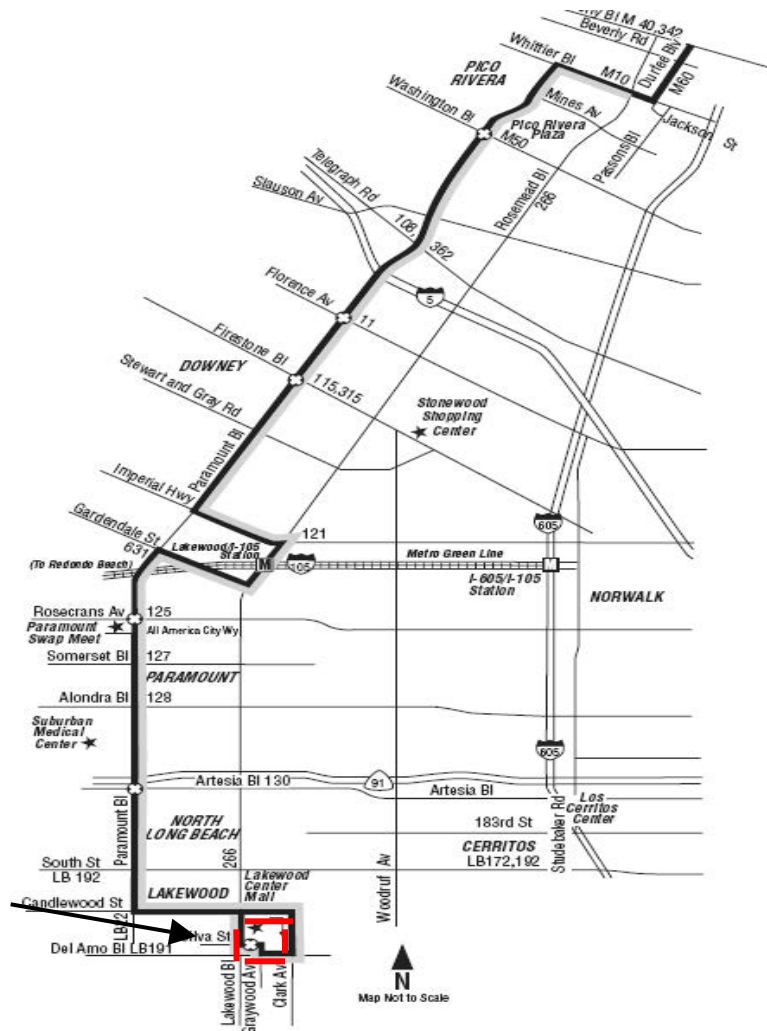 BI M 40,342
Beverly Rd
Whittier Bl
M10
Durfee Blv
M60
PICO
RIVERA
Washington Bl
Mines Av
Pico Rivera
Plaza
M50
Jackson
St
Passons Bl
Telegraph Rd
Rosemead Bl
266
Slauson Av
108,
362
5
Florence Av
11
Firestone Bl
DOWNEY
115,315
Stewart and Gray Rd
Stonewood
Shopping
Center
Paramount Bl
Imperial Hwy
Gardendale St
631
121
605
Lakewood/I-105
Station
(To Redondo Beach)
M
105
Metro Green Line
M
I-605/I-105
Station
NORWALK
Rosecrans Av
125
Paramount
Swap Meet
All America City Wy
Somerset Bl
127
PARAMOUNT
Alondra Bl
128
Suburban
Medical
Center
605
Artesia Bl 130
91
Artesia Bl
Paramount Bl
NORTH
LONG BEACH
Los
Cerritos
Center
183rd St
Studebaker Rd
CERRITOS
LB172,192
South St
LB 192
266
Woodruf Av
LAKEWOOD
Lakewood
Center
Mall
Candlewood St
LB22
Del Amo Bl LB191
Lakewood Bl
Graywood Av
Clark Av
N
Map Not to Scale